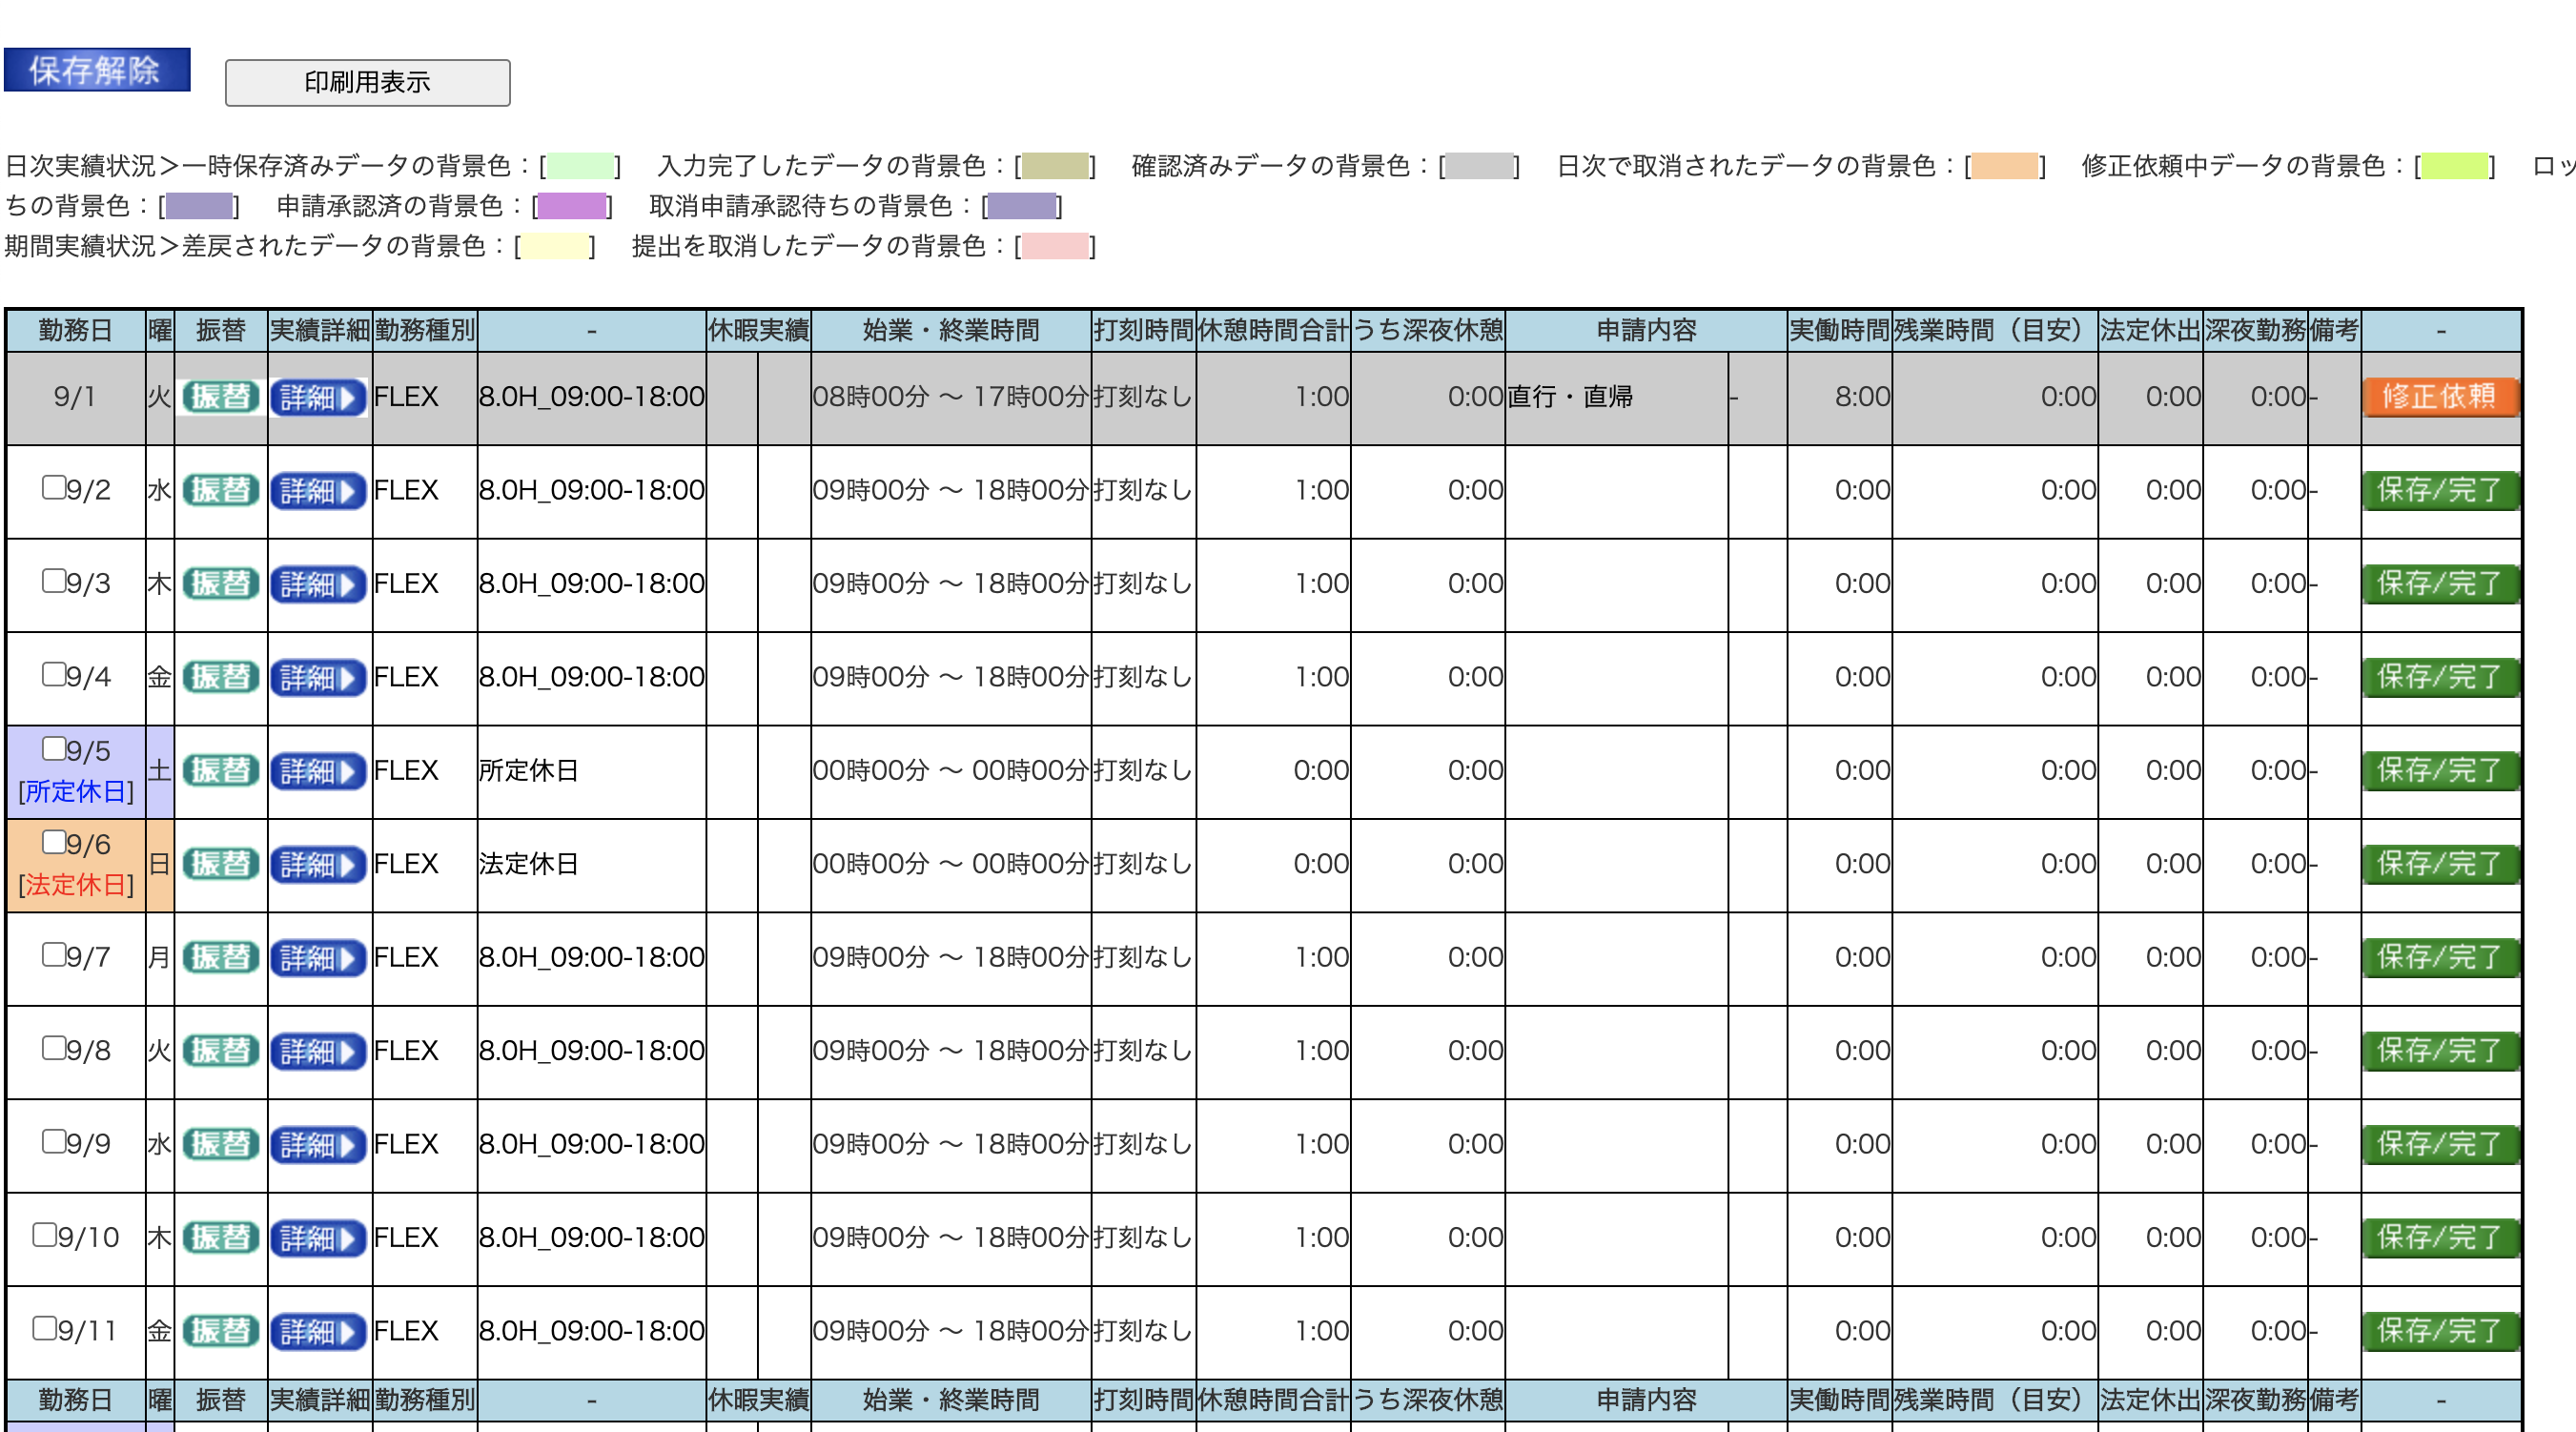 保存解除 印刷用表示
日次実績状況＞一時保存済みデータの背景色：[ ] 入力完了したデータの背景色：[ ] 確認済みデータの背景色：[ ] 日次で取消されたデータの背景色：[ ] 修正依頼中データの背景色：[ ] ロッ
ちの背景色：[ ] 申請承認済の背景色：[ ] 取消申請承認待ちの背景色：[ ]
期間実績状況＞差戻されたデータの背景色：[ ] 提出を取消したデータの背景色：[ ]
勤務日 曜 振替 実績詳細 勤務種別 - 休暇実績 始業・終業時間 打刻時間 休憩時間合計 うち深夜休憩 申請内容 実働時間 残業時間（目安） 法定休出 深夜勤務 備考 -
9/1 火 振替 詳細 FLEX 8.0H_09:00-18:00 08時00分 ～ 17時00分 打刻なし 1:00 0:00 直行・直帰 - 8:00 0:00 0:00 0:00 - 修正依頼
9/2 水 振替 詳細 FLEX 8.0H_09:00-18:00 09時00分 ～ 18時00分 打刻なし 1:00 0:00 0:00 0:00 0:00 0:00 - 保存/完了
9/3 木 振替 詳細 FLEX 8.0H_09:00-18:00 09時00分 ～ 18時00分 打刻なし 1:00 0:00 0:00 0:00 0:00 0:00 - 保存/完了
9/4 金 振替 詳細 FLEX 8.0H_09:00-18:00 09時00分 ～ 18時00分 打刻なし 1:00 0:00 0:00 0:00 0:00 0:00 - 保存/完了
9/5 [所定休日] 土 振替 詳細 FLEX 所定休日 00時00分 ～ 00時00分 打刻なし 0:00 0:00 0:00 0:00 0:00 0:00 - 保存/完了
9/6 [法定休日] 日 振替 詳細 FLEX 法定休日 00時00分 ～ 00時00分 打刻なし 0:00 0:00 0:00 0:00 0:00 0:00 - 保存/完了
9/7 月 振替 詳細 FLEX 8.0H_09:00-18:00 09時00分 ～ 18時00分 打刻なし 1:00 0:00 0:00 0:00 0:00 0:00 - 保存/完了
9/8 火 振替 詳細 FLEX 8.0H_09:00-18:00 09時00分 ～ 18時00分 打刻なし 1:00 0:00 0:00 0:00 0:00 0:00 - 保存/完了
9/9 水 振替 詳細 FLEX 8.0H_09:00-18:00 09時00分 ～ 18時00分 打刻なし 1:00 0:00 0:00 0:00 0:00 0:00 - 保存/完了
9/10 木 振替 詳細 FLEX 8.0H_09:00-18:00 09時00分 ～ 18時00分 打刻なし 1:00 0:00 0:00 0:00 0:00 0:00 - 保存/完了
9/11 金 振替 詳細 FLEX 8.0H_09:00-18:00 09時00分 ～ 18時00分 打刻なし 1:00 0:00 0:00 0:00 0:00 0:00 - 保存/完了
勤務日 曜 振替 実績詳細 勤務種別 - 休暇実績 始業・終業時間 打刻時間 休憩時間合計 うち深夜休憩 申請内容 実働時間 残業時間（目安） 法定休出 深夜勤務 備考 -